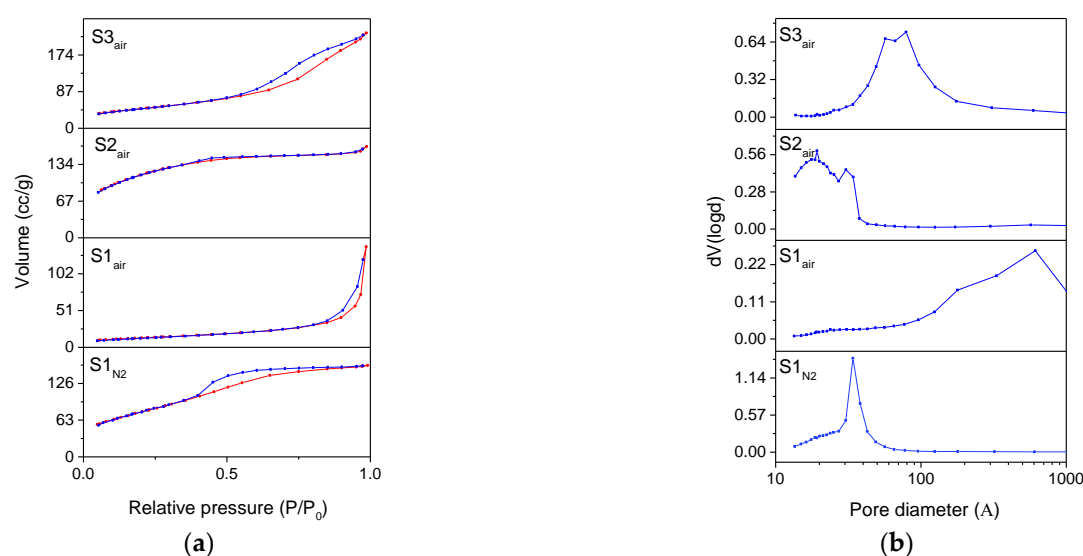 S3air
174
87
0
S2air
134
67
0
S1air
102
51
0
S1N2
126
63
0
0.0 0.5 1.0
Volume (cc/g)
Relative pressure (P/P0)
(a)
S3air
0.64
0.32
0.00
S2air
0.56
0.28
0.00
S1air
0.22
0.11
0.00
S1N2
1.14
0.57
0.00
10 100 1000
dV(logd)
Pore diameter (A)
(b)